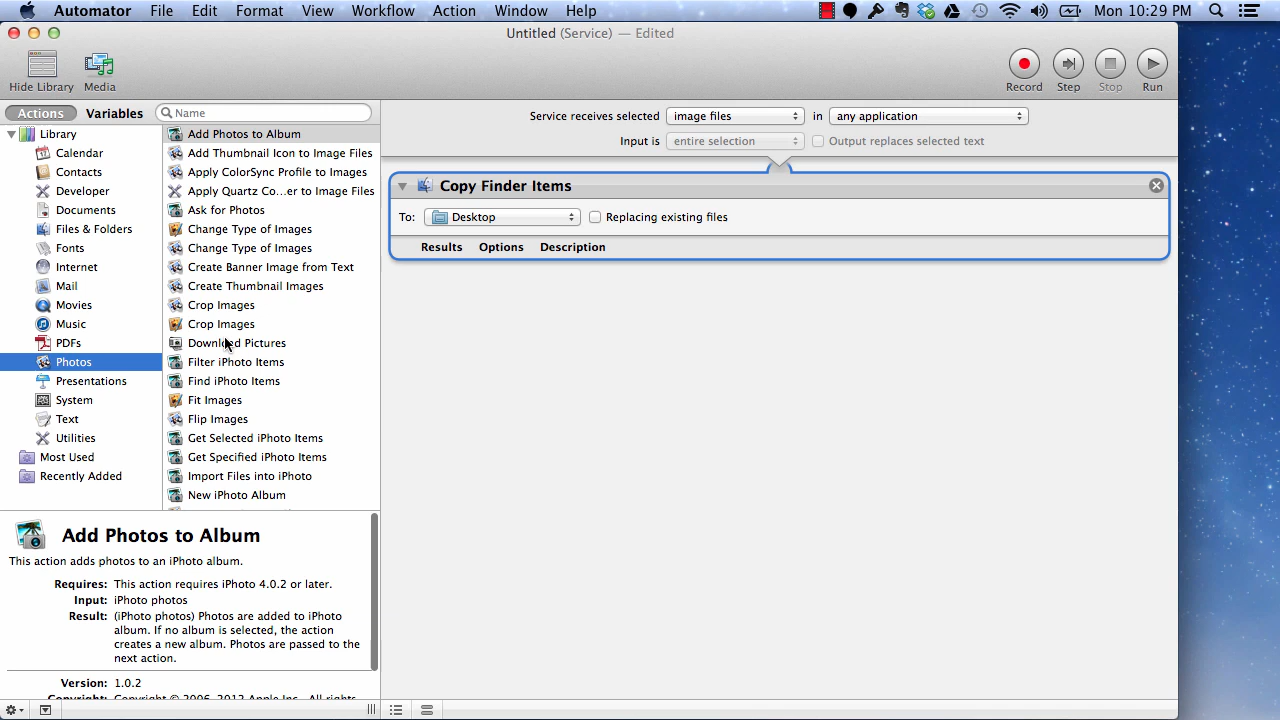 Automator File Edit Format View Workflow Action Window Help Mon 10:29 PM
Untitled (Service) — Edited
Hide Library Media Record Step Stop Run
Actions Variables Name
Service receives selected image files in any application
Input is entire selection Output replaces selected text
Library
Calendar
Contacts
Developer
Documents
Files & Folders
Fonts
Internet
Mail
Movies
Music
PDFs
Photos
Presentations
System
Text
Utilities
Most Used
Recently Added
Add Photos to Album
Add Thumbnail Icon to Image Files
Apply ColorSync Profile to Images
Apply Quartz Co...er to Image Files
Ask for Photos
Change Type of Images
Change Type of Images
Create Banner Image from Text
Create Thumbnail Images
Crop Images
Crop Images
Download Pictures
Filter iPhoto Items
Find iPhoto Items
Fit Images
Flip Images
Get Selected iPhoto Items
Get Specified iPhoto Items
Import Files into iPhoto
New iPhoto Album
Copy Finder Items
To: Desktop Replacing existing files
Results Options Description
Add Photos to Album
This action adds photos to an iPhoto album.
Requires: This action requires iPhoto 4.0.2 or later.
Input: iPhoto photos
Result: (iPhoto photos) Photos are added to iPhoto
album. If no album is selected, the action
creates a new album. Photos are passed to the
next action.
Version: 1.0.2
Copyright: Copyright © 2006, 2012 Apple Inc. All rights